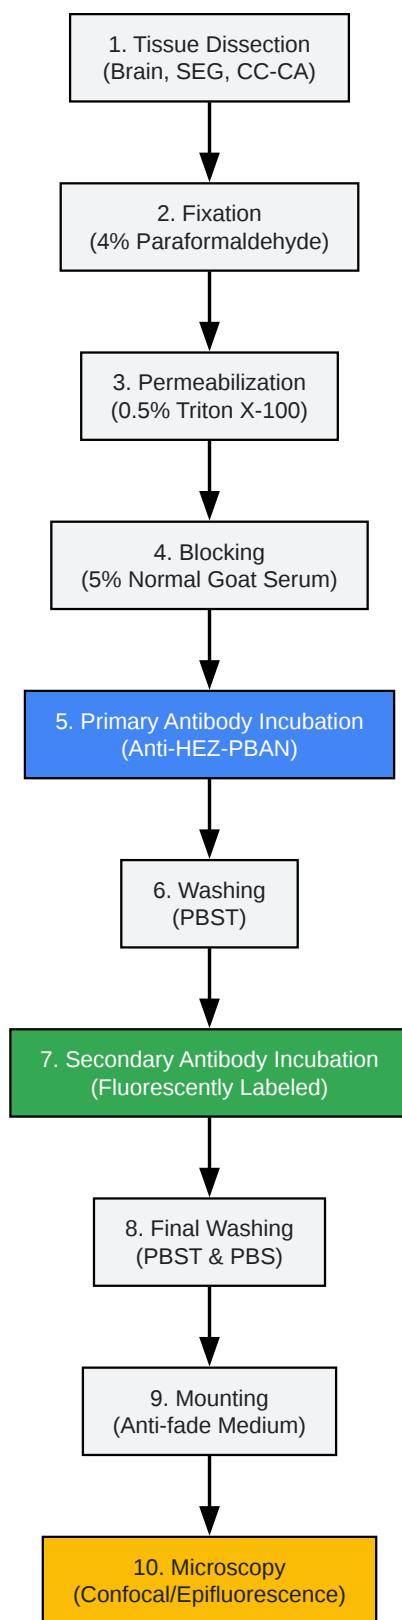 1. Tissue Dissection
(Brain, SEG, CC-CA)
2. Fixation
(4% Paraformaldehyde)
3. Permeabilization
(0.5% Triton X-100)
4. Blocking
(5% Normal Goat Serum)
5. Primary Antibody Incubation
(Anti-HEZ-PBAN)
6. Washing
(PBST)
7. Secondary Antibody Incubation
(Fluorescently Labeled)
8. Final Washing
(PBST & PBS)
9. Mounting
(Anti-fade Medium)
10. Microscopy
(Confocal/Epifluorescence)